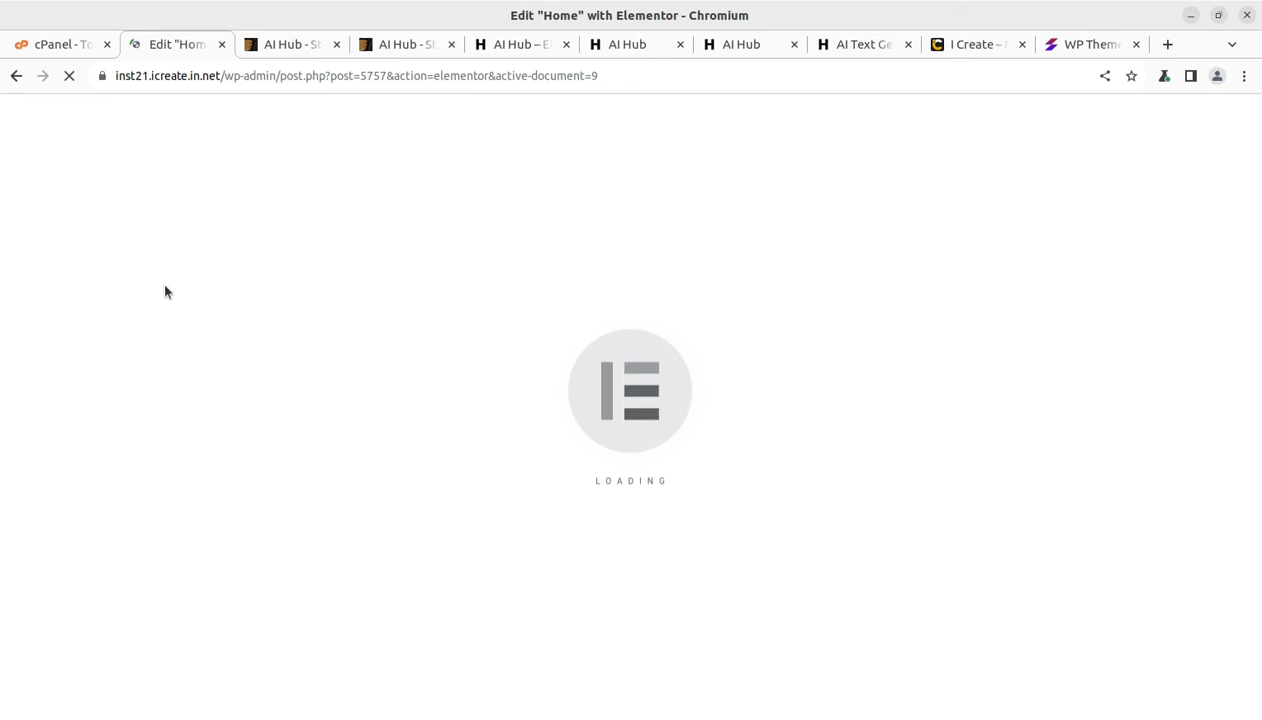 Edit "Home" with Elementor - Chromium
cPanel - To
Edit "Hom
AI Hub - St
AI Hub - St
AI Hub – El
AI Hub
AI Hub
AI Text Ge
I Create – A
WP Theme
inst21.icreate.in.net/wp-admin/post.php?post=5757&action=elementor&active-document=9
LOADING